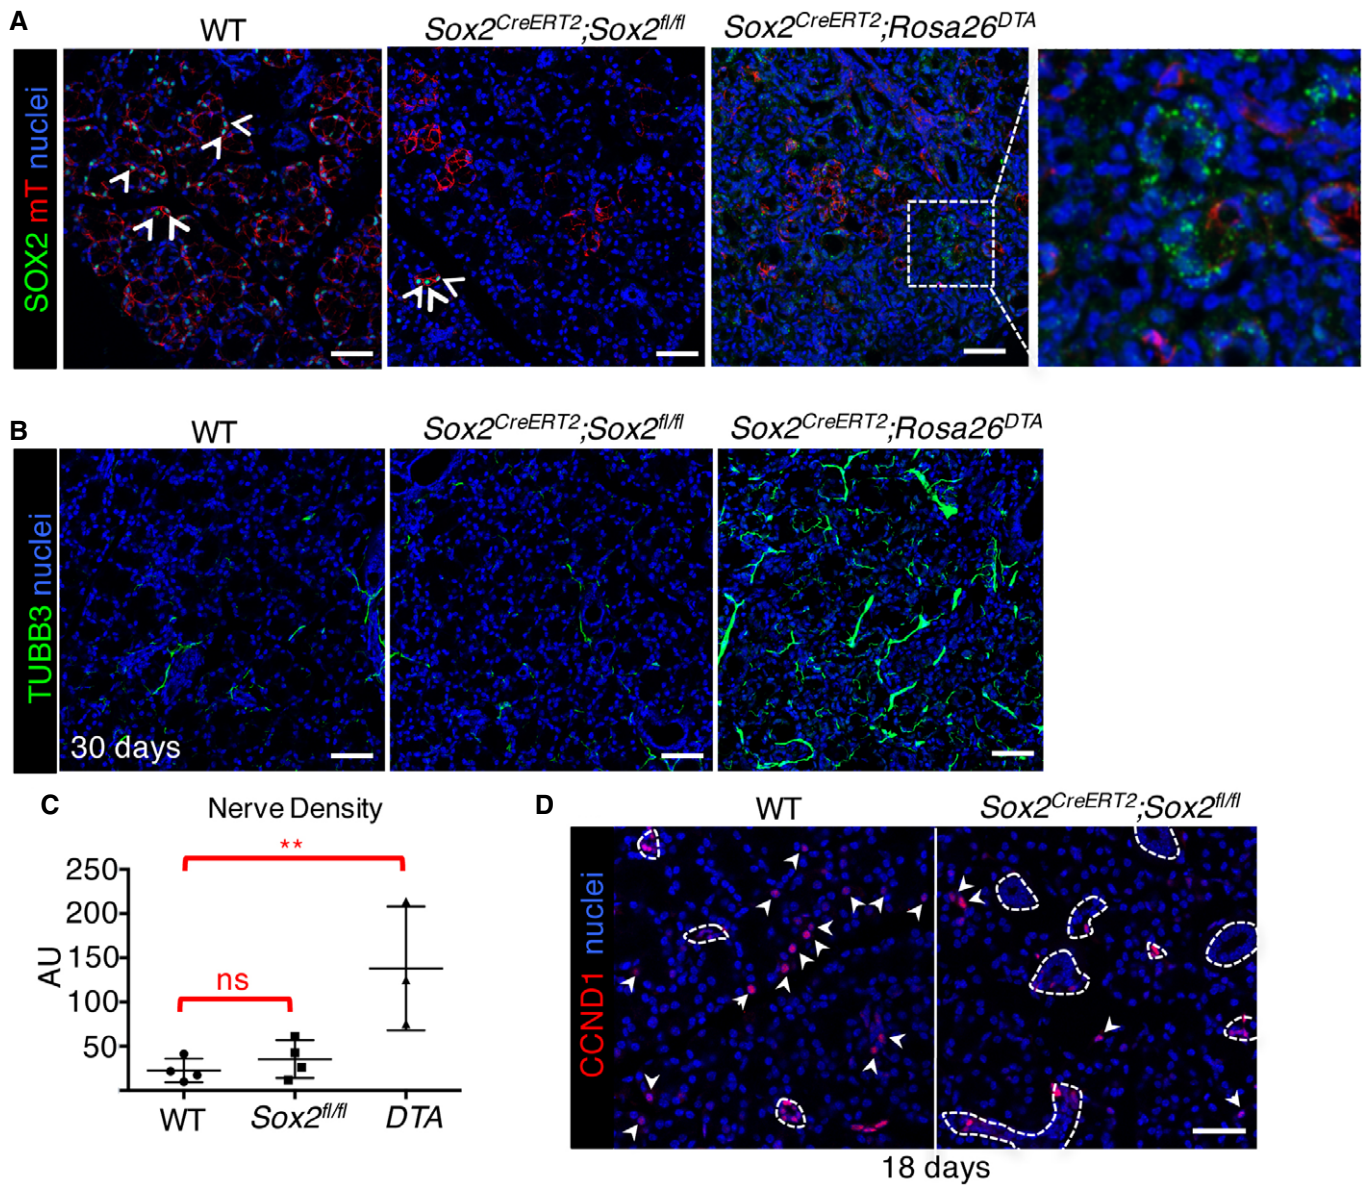 A
WT
Sox2CreERT2;Sox2fl/fl
Sox2CreERT2;Rosa26DTA
SOX2 mT nuclei
B
WT
Sox2CreERT2;Sox2fl/fl
Sox2CreERT2;Rosa26DTA
TUBB3 nuclei
30 days
C
Nerve Density
**
ns
AU
250
200
150
100
50
WT
Sox2fl/fl
DTA
D
WT
Sox2CreERT2;Sox2fl/fl
CCND1 nuclei
18 days